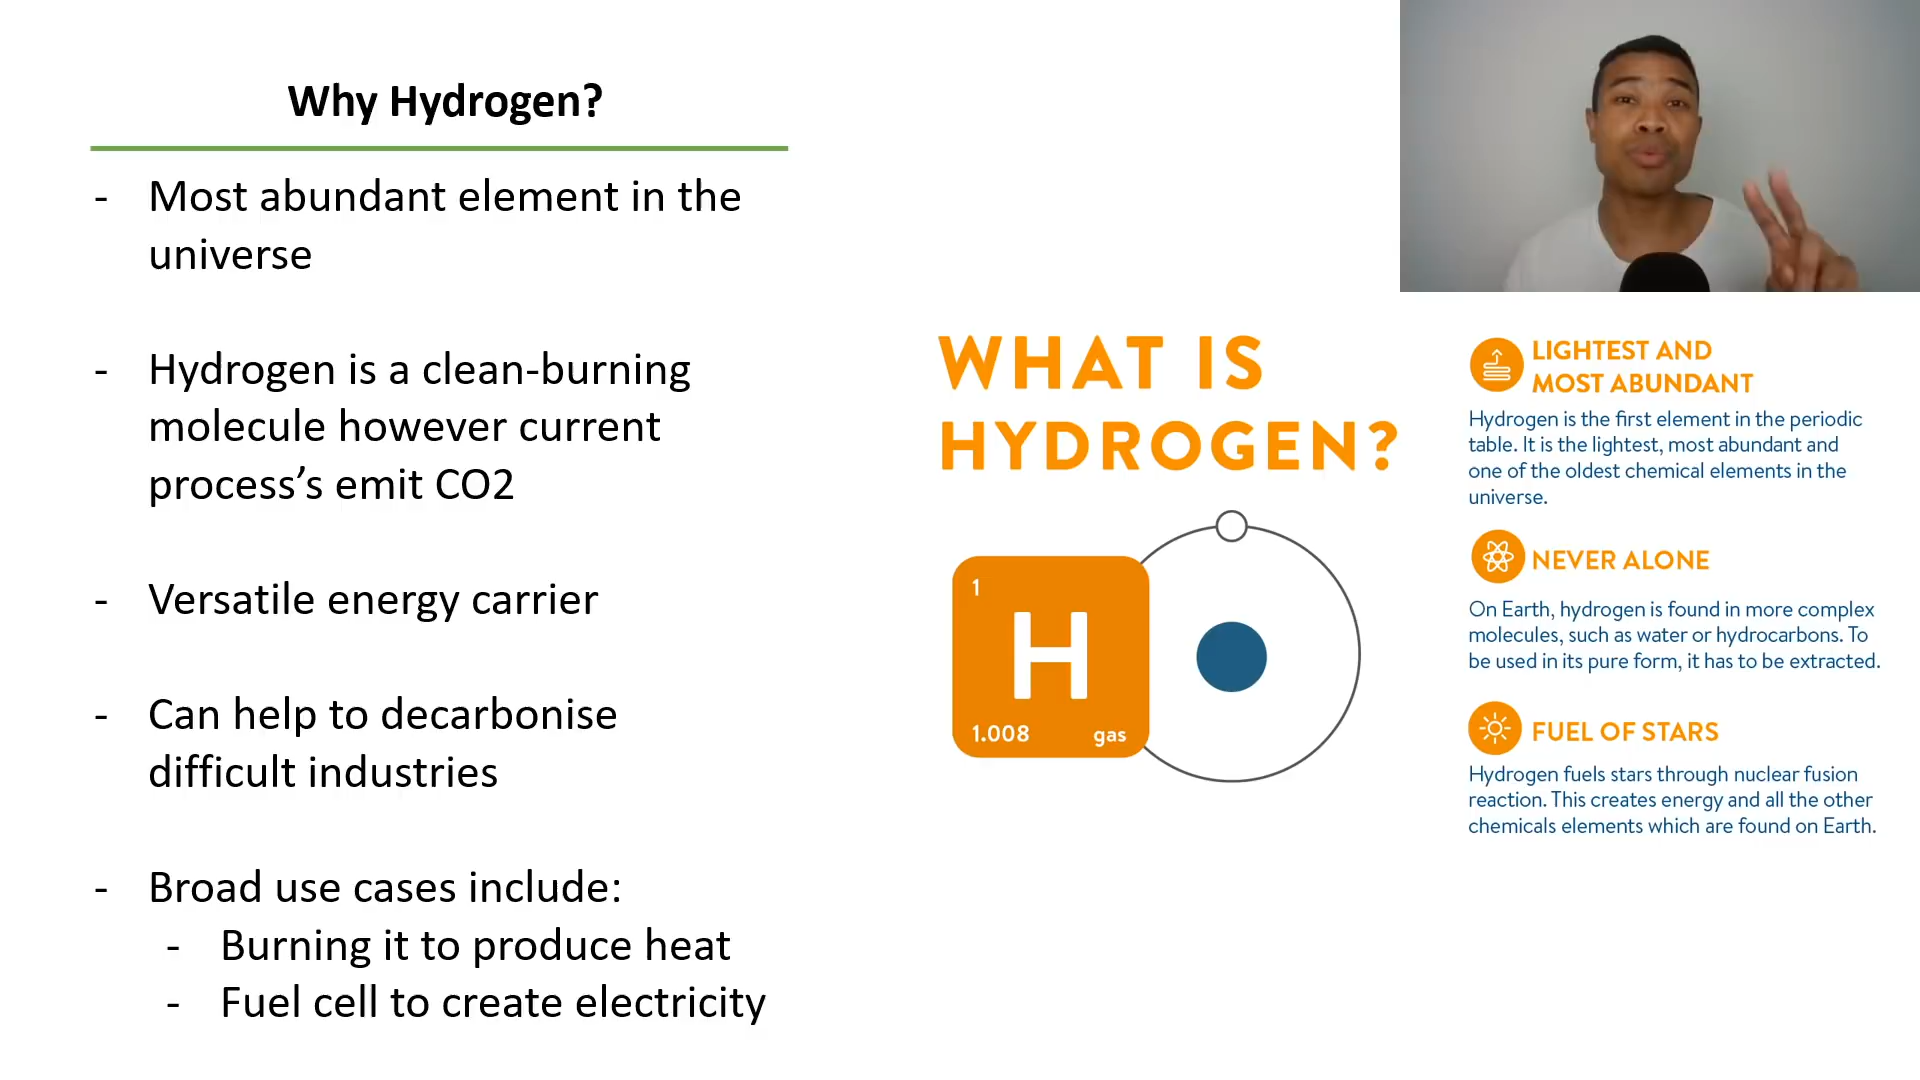 Why Hydrogen?
- Most abundant element in the
universe
- Hydrogen is a clean-burning
molecule however current
process’s emit CO2
- Versatile energy carrier
- Can help to decarbonise
difficult industries
- Broad use cases include:
- Burning it to produce heat
- Fuel cell to create electricity
WHAT IS
HYDROGEN?
1
H
1.008 gas
LIGHTEST AND
MOST ABUNDANT
Hydrogen is the first element in the periodic
table. It is the lightest, most abundant and
one of the oldest chemical elements in the
universe.
NEVER ALONE
On Earth, hydrogen is found in more complex
molecules, such as water or hydrocarbons. To
be used in its pure form, it has to be extracted.
FUEL OF STARS
Hydrogen fuels stars through nuclear fusion
reaction. This creates energy and all the other
chemicals elements which are found on Earth.